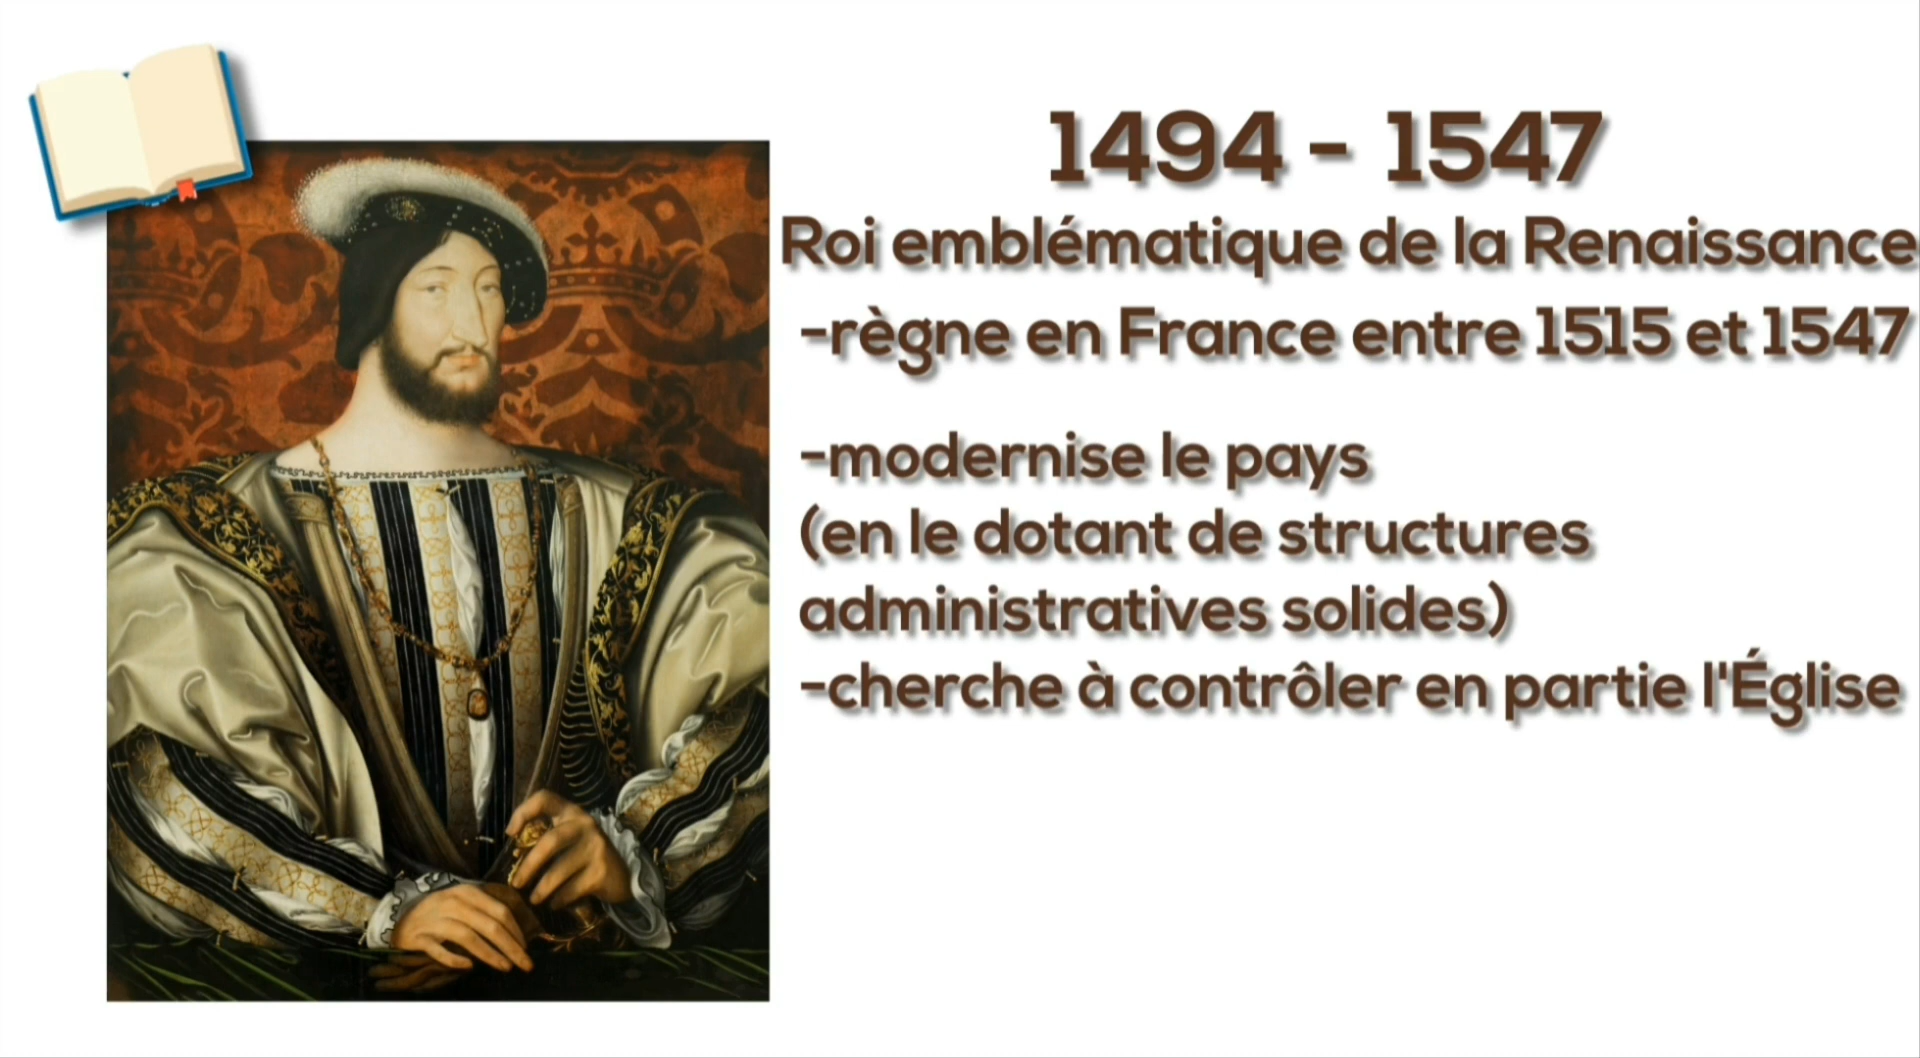 1494 - 1547
Roi emblématique de la Renaissance
-règne en France entre 1515 et 1547
-modernise le pays
(en le dotant de structures
administratives solides)
-cherche à contrôler en partie l'Église